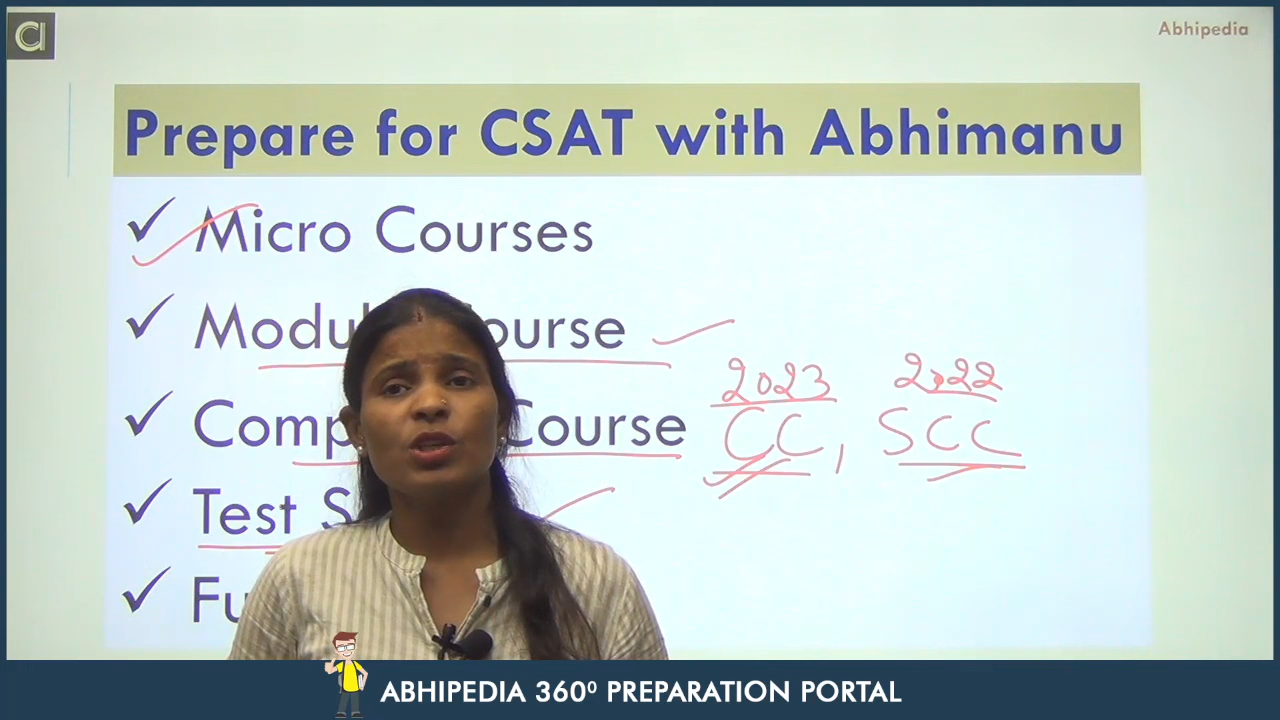 Abhipedia
Prepare for CSAT with Abhimanu
✓ Micro Courses
✓ Course
2023 2022
✓ Course CC, SCC
✓ Test
✓
ABHIPEDIA 360⁰ PREPARATION PORTAL